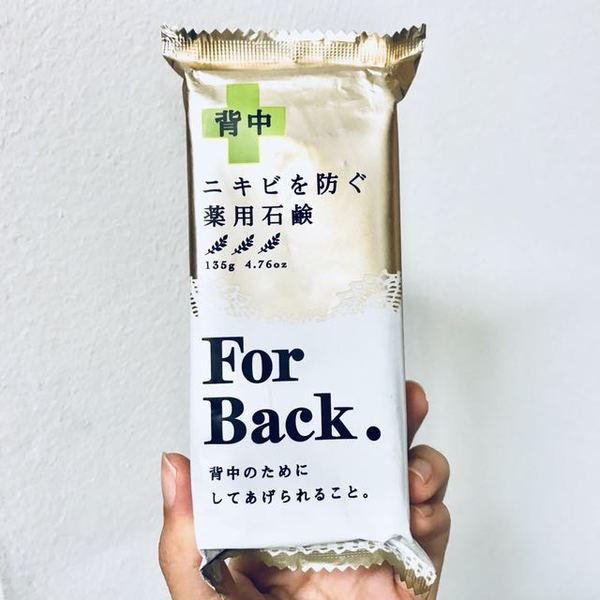 背中
ニキビを防ぐ
薬用石鹸
135g 4.76oz
For
Back.
背中のために
してあげられること。